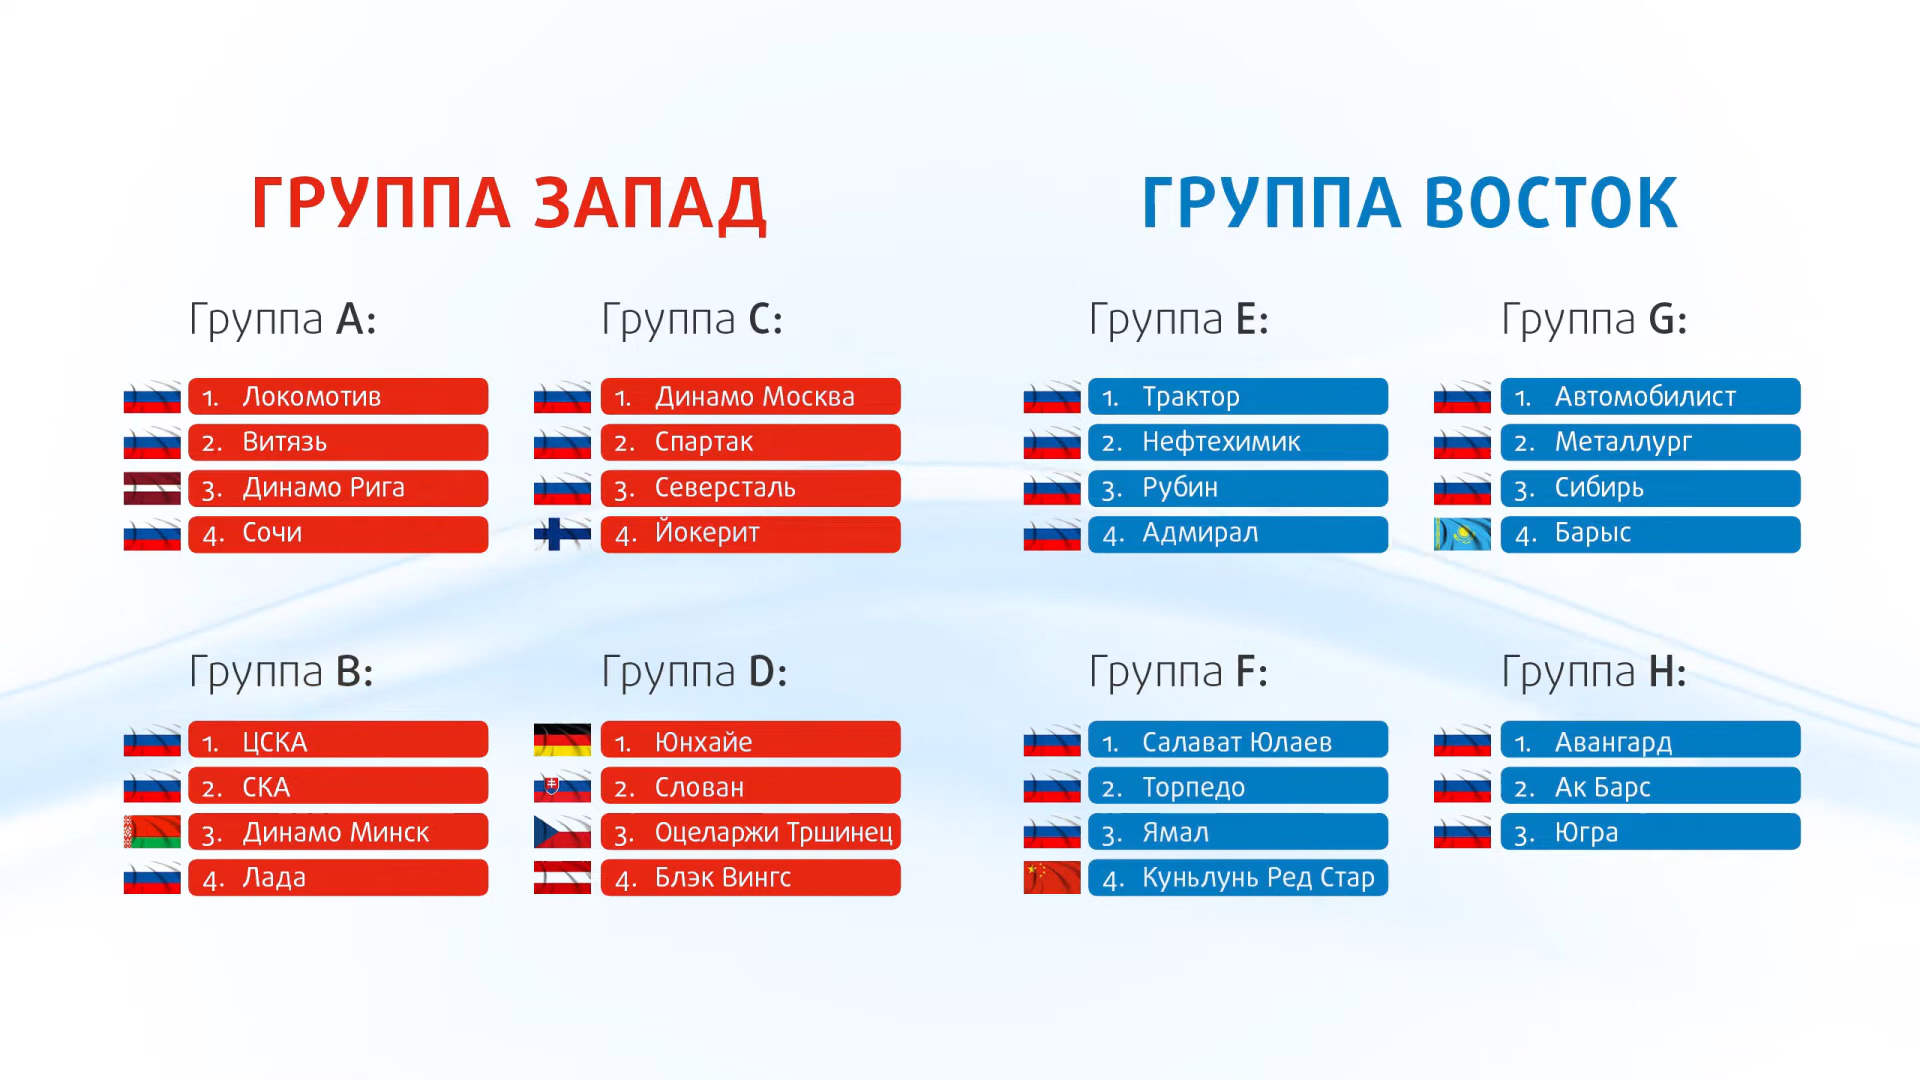 ГРУППА ЗАПАД
Группа A:
1. Локомотив
2. Витязь
3. Динамо Рига
4. Сочи
Группа C:
1. Динамо Москва
2. Спартак
3. Северсталь
4. Йокерит
Группа B:
1. ЦСКА
2. СКА
3. Динамо Минск
4. Лада
Группа D:
1. Юнхайе
2. Слован
3. Оцеларжи Тршинец
4. Блэк Вингс
ГРУППА ВОСТОК
Группа E:
1. Трактор
2. Нефтехимик
3. Рубин
4. Адмирал
Группа G:
1. Автомобилист
2. Металлург
3. Сибирь
4. Барыс
Группа F:
1. Салават Юлаев
2. Торпедо
3. Ямал
4. Куньлунь Ред Стар
Группа H:
1. Авангард
2. Ак Барс
3. Югра